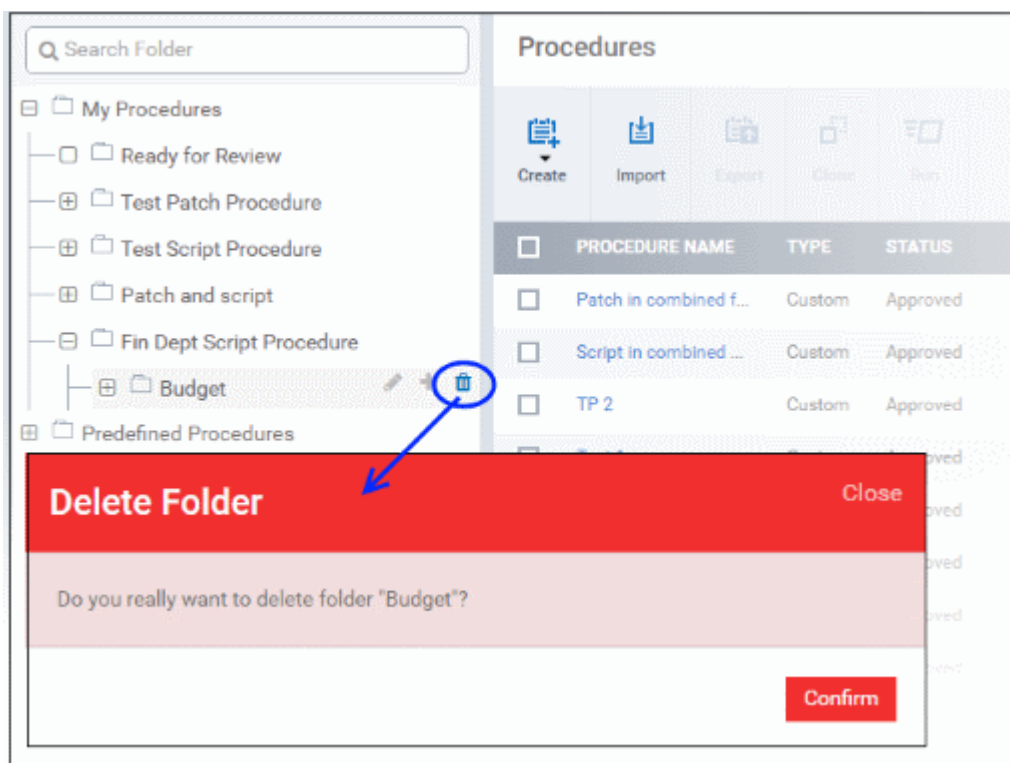 Search Folder
My Procedures
Ready for Review
Test Patch Procedure
Test Script Procedure
Patch and script
Fin Dept Script Procedure
Budget
Predefined Procedures
Procedures
Create Import Export Clone Run
PROCEDURE NAME TYPE STATUS
Patch in combined f... Custom Approved
Script in combined ... Custom Approved
TP 2 Custom Approved
Delete Folder
Close
Do you really want to delete folder "Budget"?
Confirm